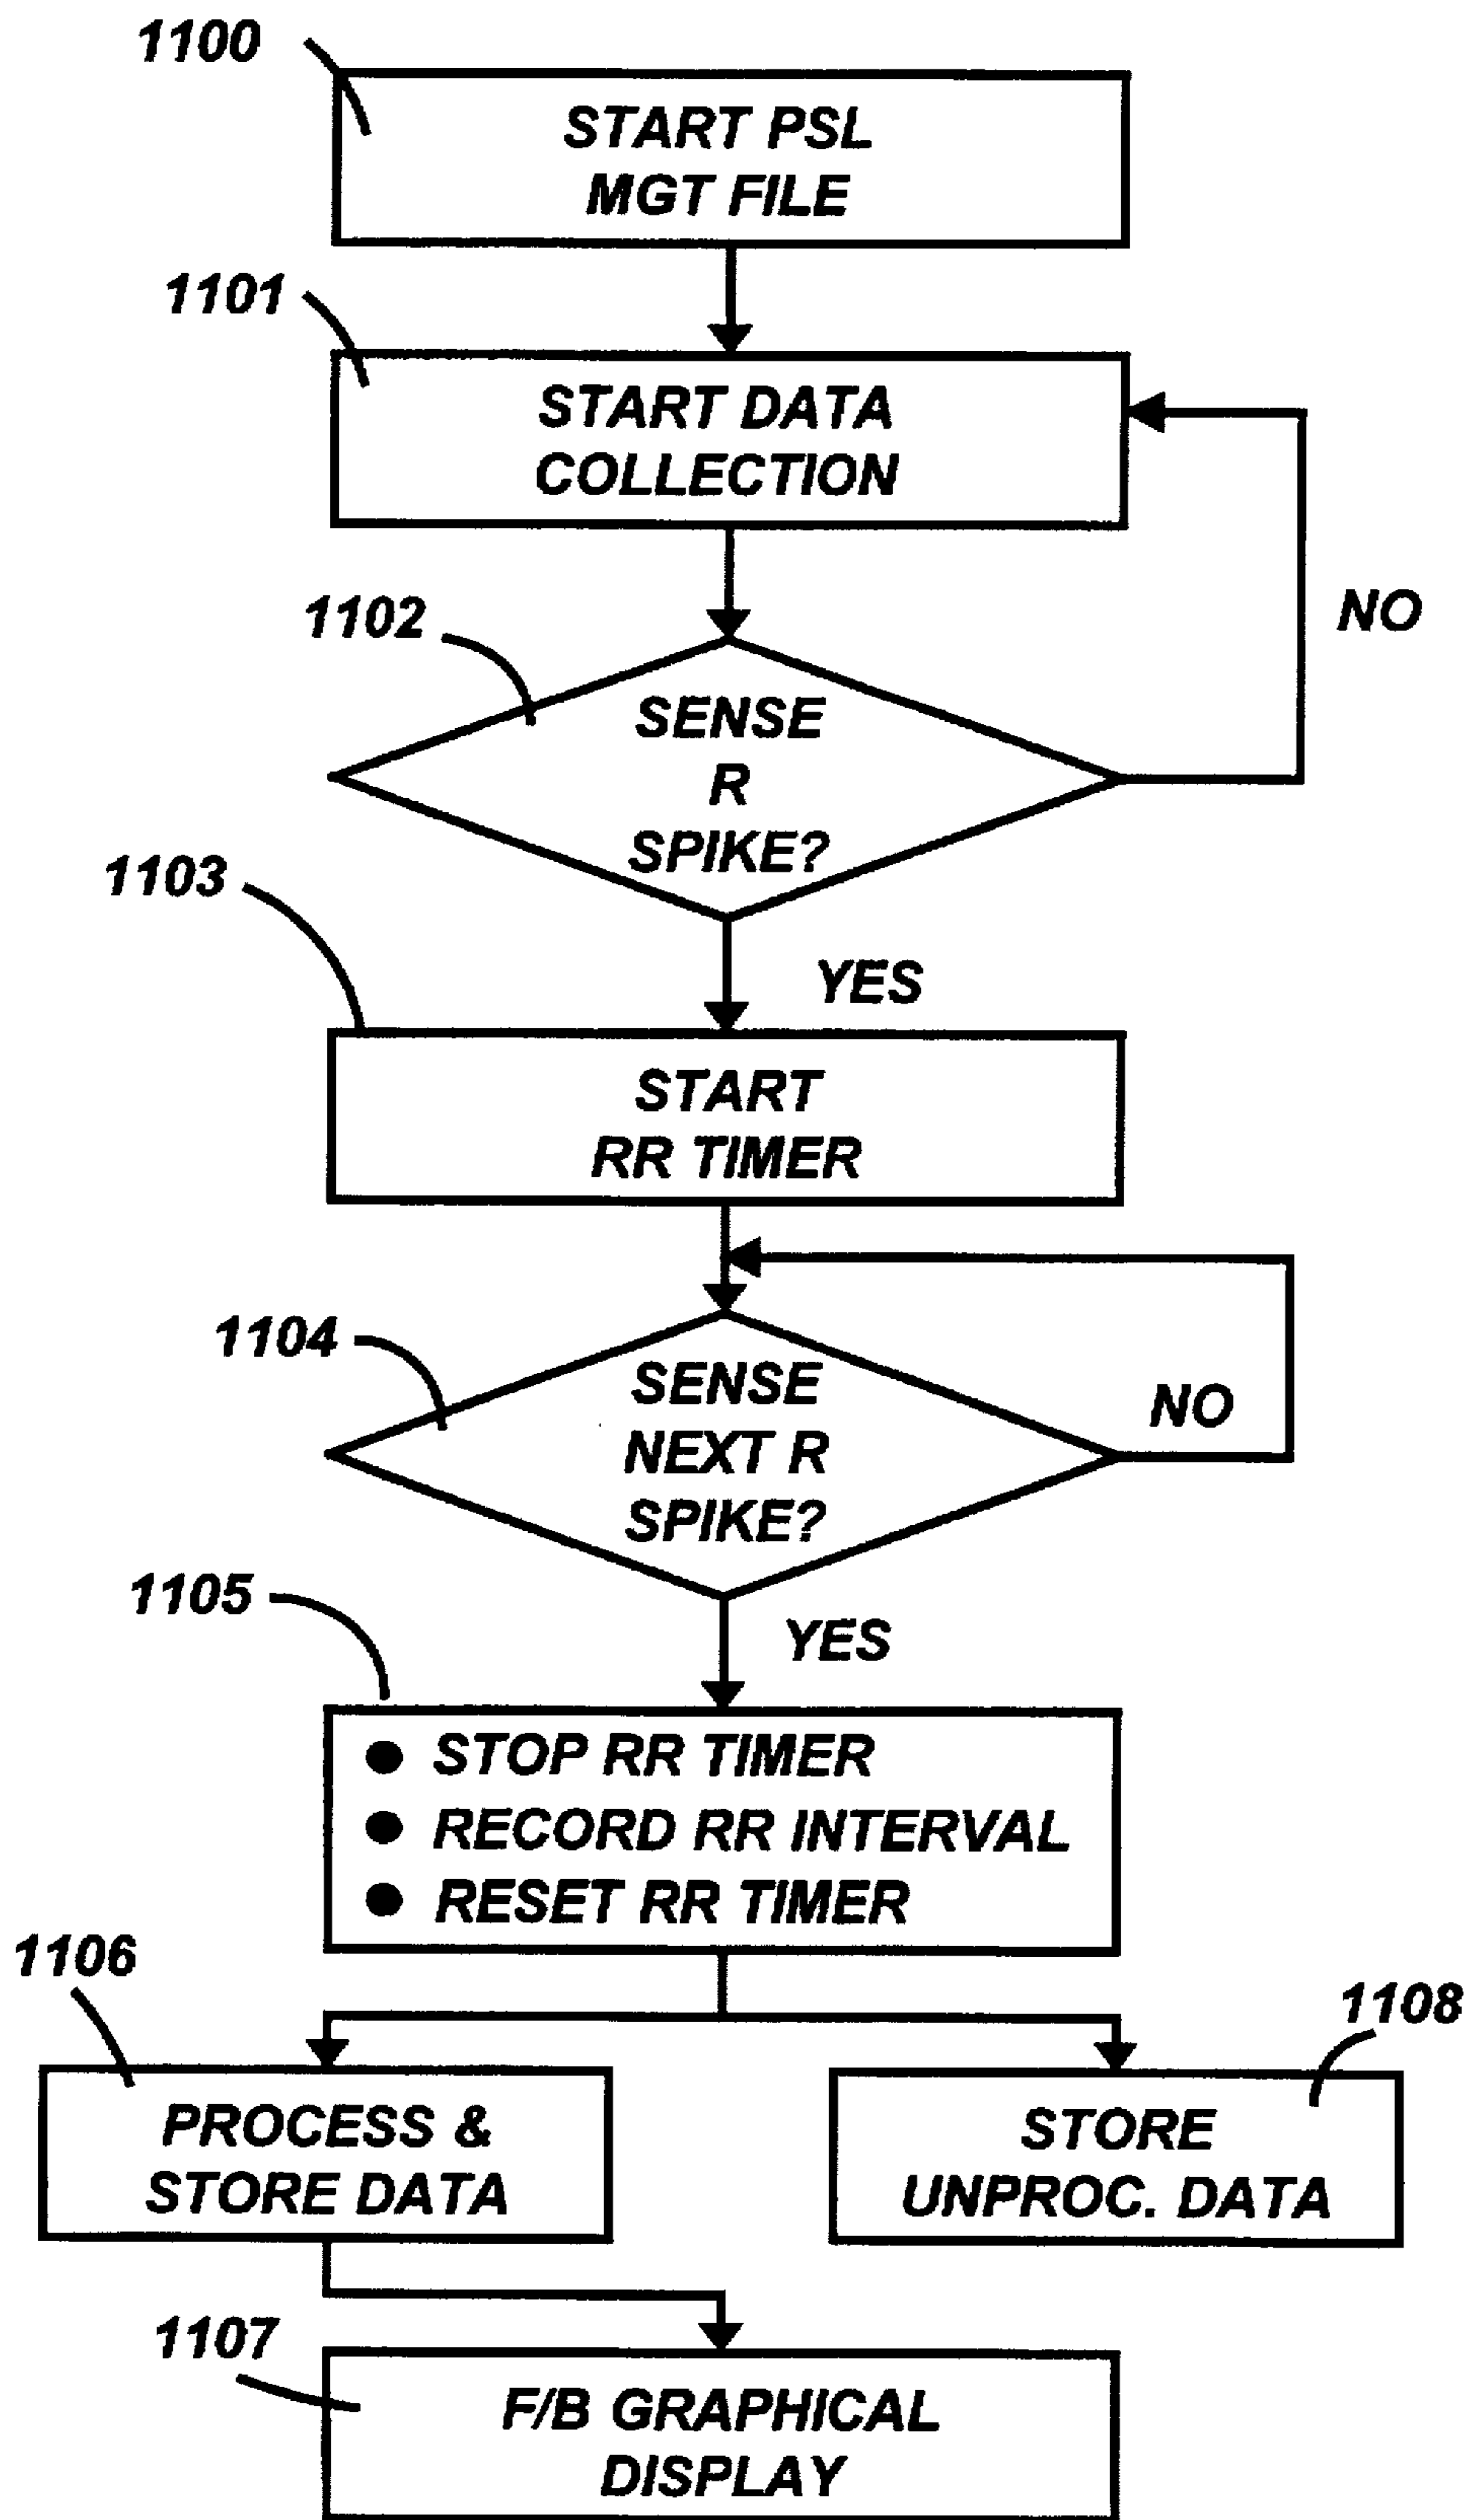 1100
START PSL
MGT FILE
1101
START DATA
COLLECTION
NO
1102
SENSE
R
SPIKE?
1103
YES
START
RR TIMER
1104
SENSE
NEXT R
SPIKE?
NO
1105
YES
● STOP RR TIMER
● RECORD RR INTERVAL
● RESET RR TIMER
1106
1108
PROCESS &
STORE DATA
STORE
UNPROC. DATA
1107
F/B GRAPHICAL
DISPLAY